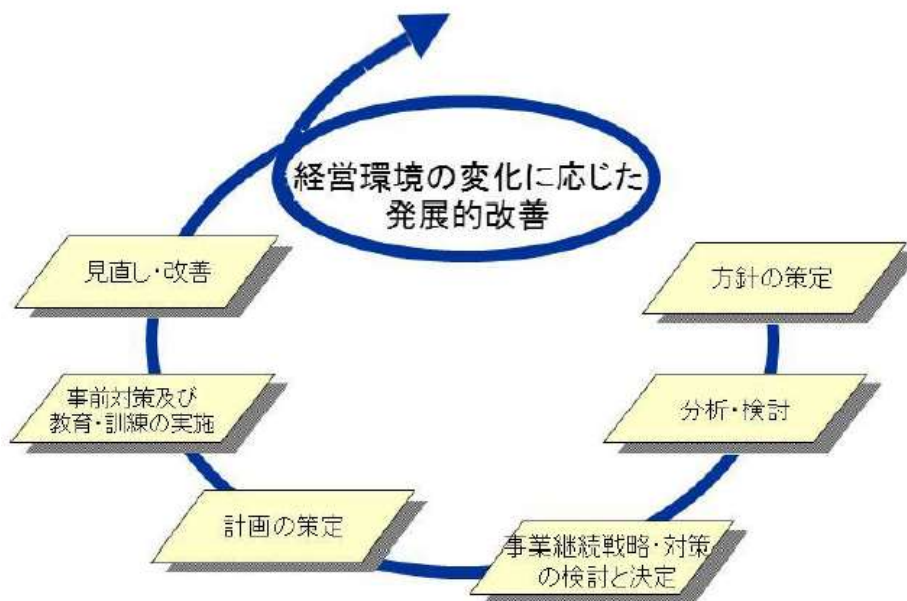 経営環境の変化に応じた
発展的改善
方針の策定
分析・検討
事業継続戦略・対策
の検討と決定
計画の策定
事前対策及び
教育・訓練の実施
見直し・改善